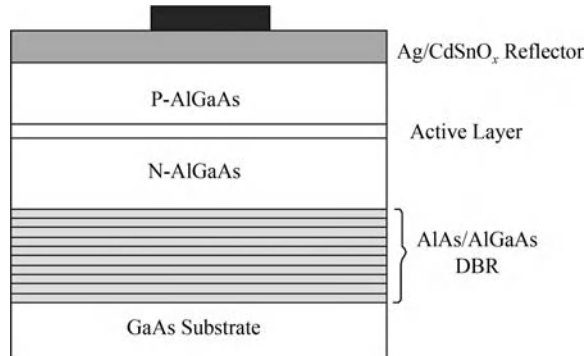 Ag/CdSnOₓ Reflector
P-AlGaAs
Active Layer
N-AlGaAs
AlAs/AlGaAs
DBR
GaAs Substrate